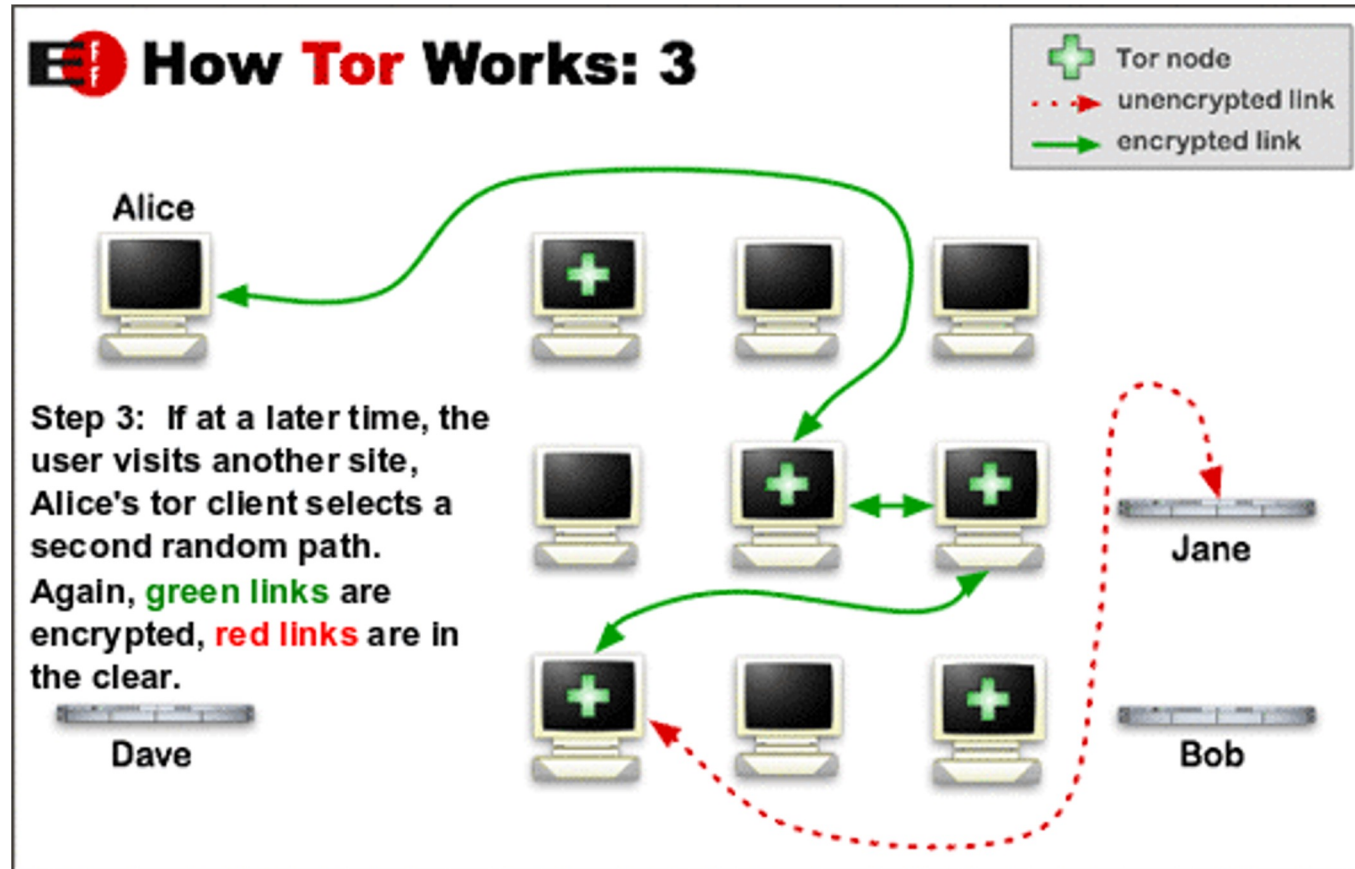 EFF How Tor Works: 3
Tor node
unencrypted link
encrypted link
Alice
Step 3: If at a later time, the
user visits another site,
Alice's tor client selects a
second random path.
Again, green links are
encrypted, red links are in
the clear.
Jane
Dave
Bob